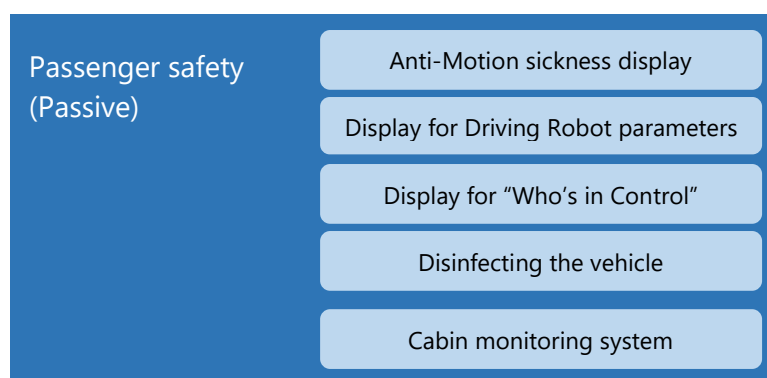 Passenger safety
(Passive)
Anti-Motion sickness display
Display for Driving Robot parameters
Display for “Who’s in Control”
Disinfecting the vehicle
Cabin monitoring system